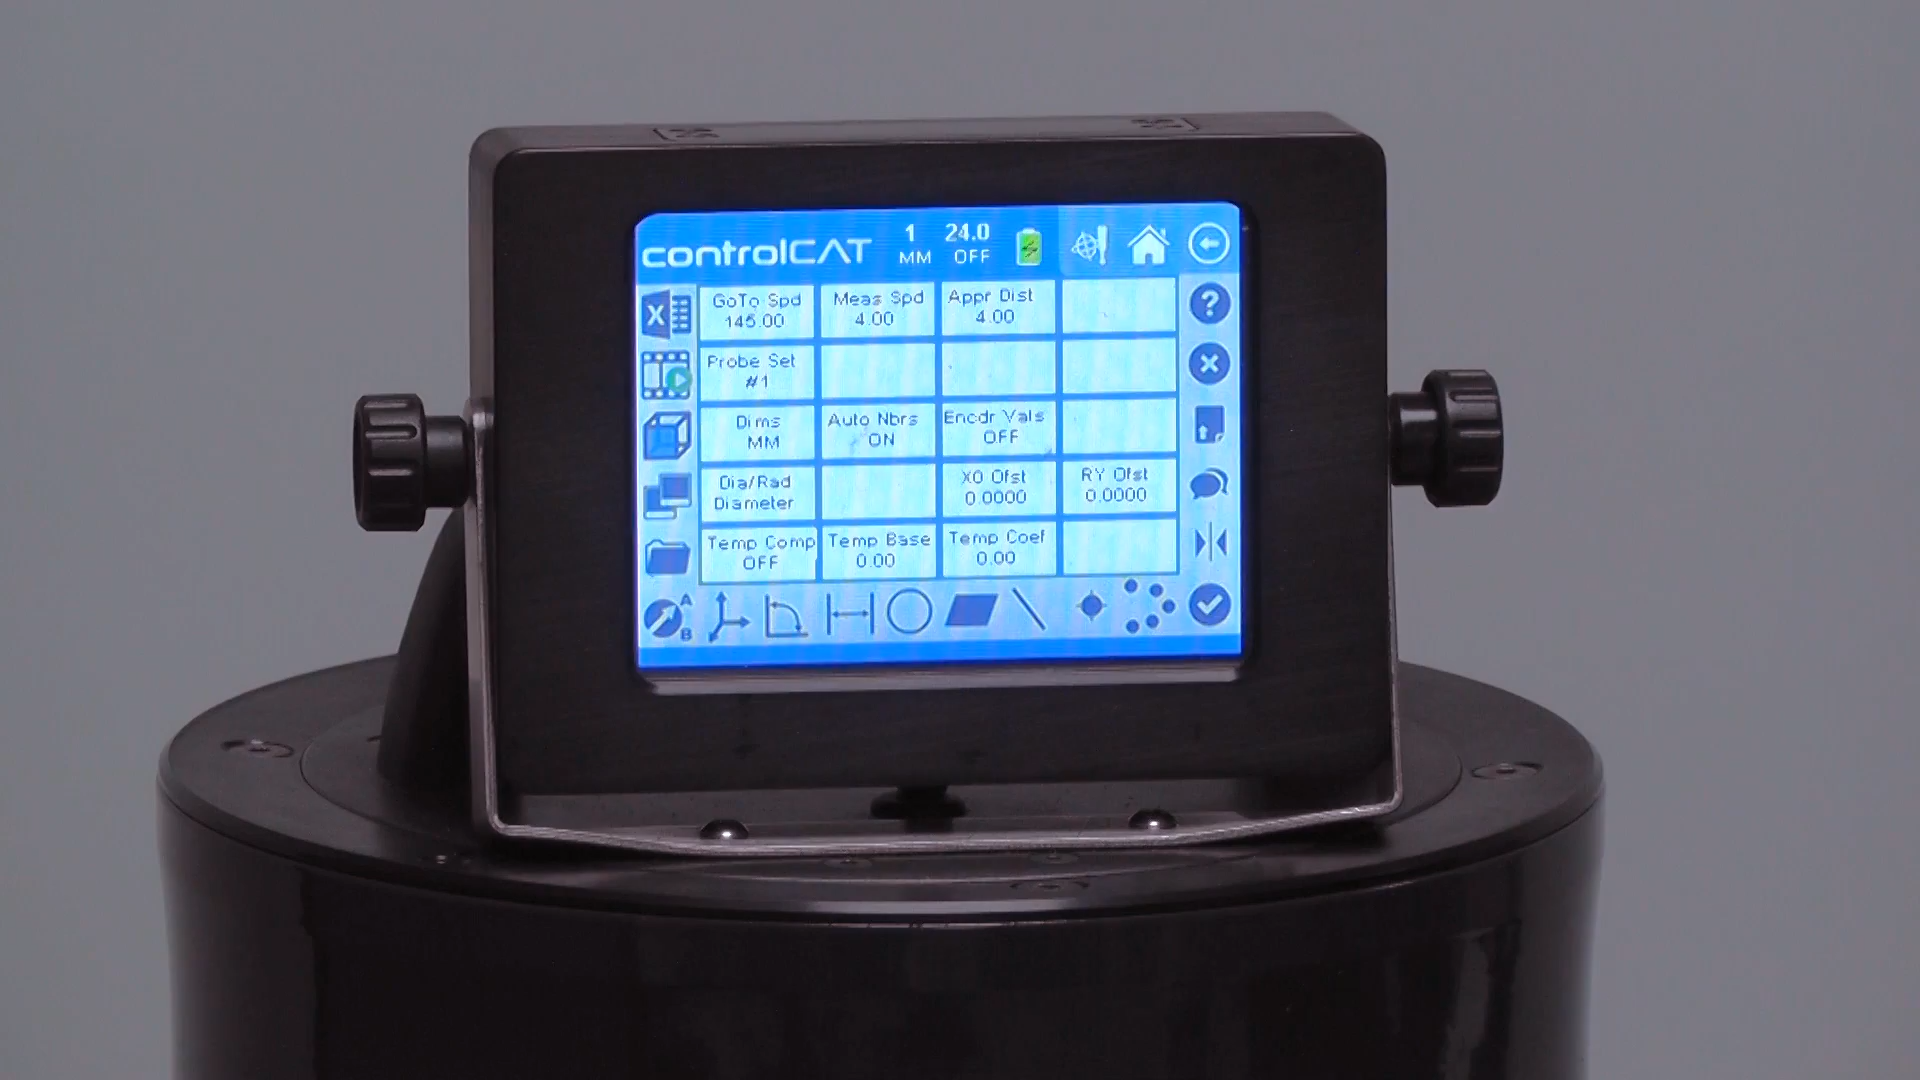 controlCAT
1
MM
24.0
OFF
GoTo Spd
145.00
Meas Spd
4.00
Appr Dist
4.00
Probe Set
#1
Dims
MM
Auto Nbrs
ON
Encdr Vals
OFF
Dia/Rad
Diameter
X0 Ofst
0.0000
RY Ofst
0.0000
Temp Comp
OFF
Temp Base
0.00
Temp Coef
0.00
X
?
A
B